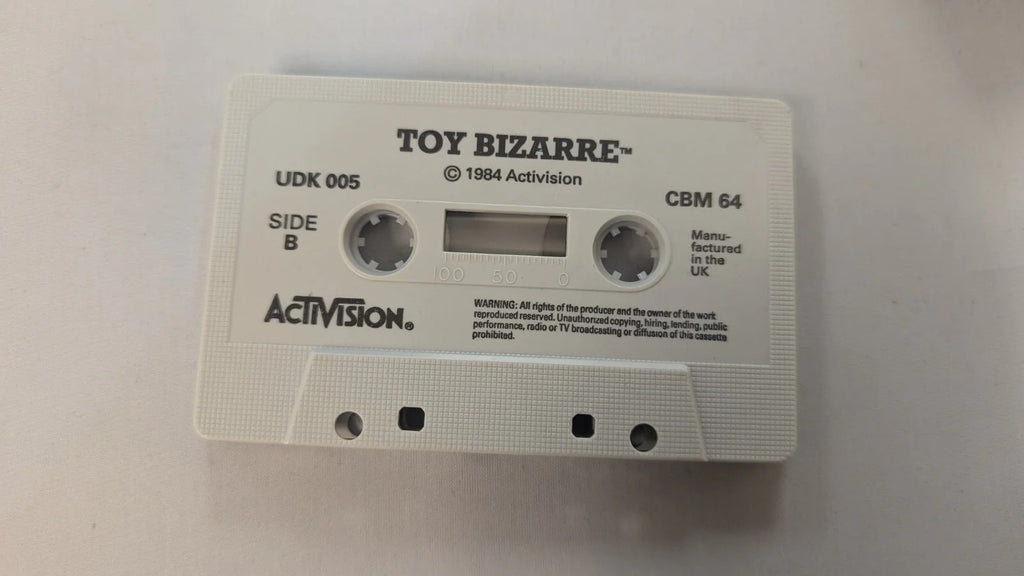 TOY BIZARRE™
© 1984 Activision
UDK 005
CBM 64
SIDE
B
Manu-
factured
in the
UK
100 50 0
ACTIVISION®
WARNING: All rights of the producer and the owner of the work
reproduced reserved. Unauthorized copying, hiring, lending, public
performance, radio or TV broadcasting or diffusion of this cassette
prohibited.